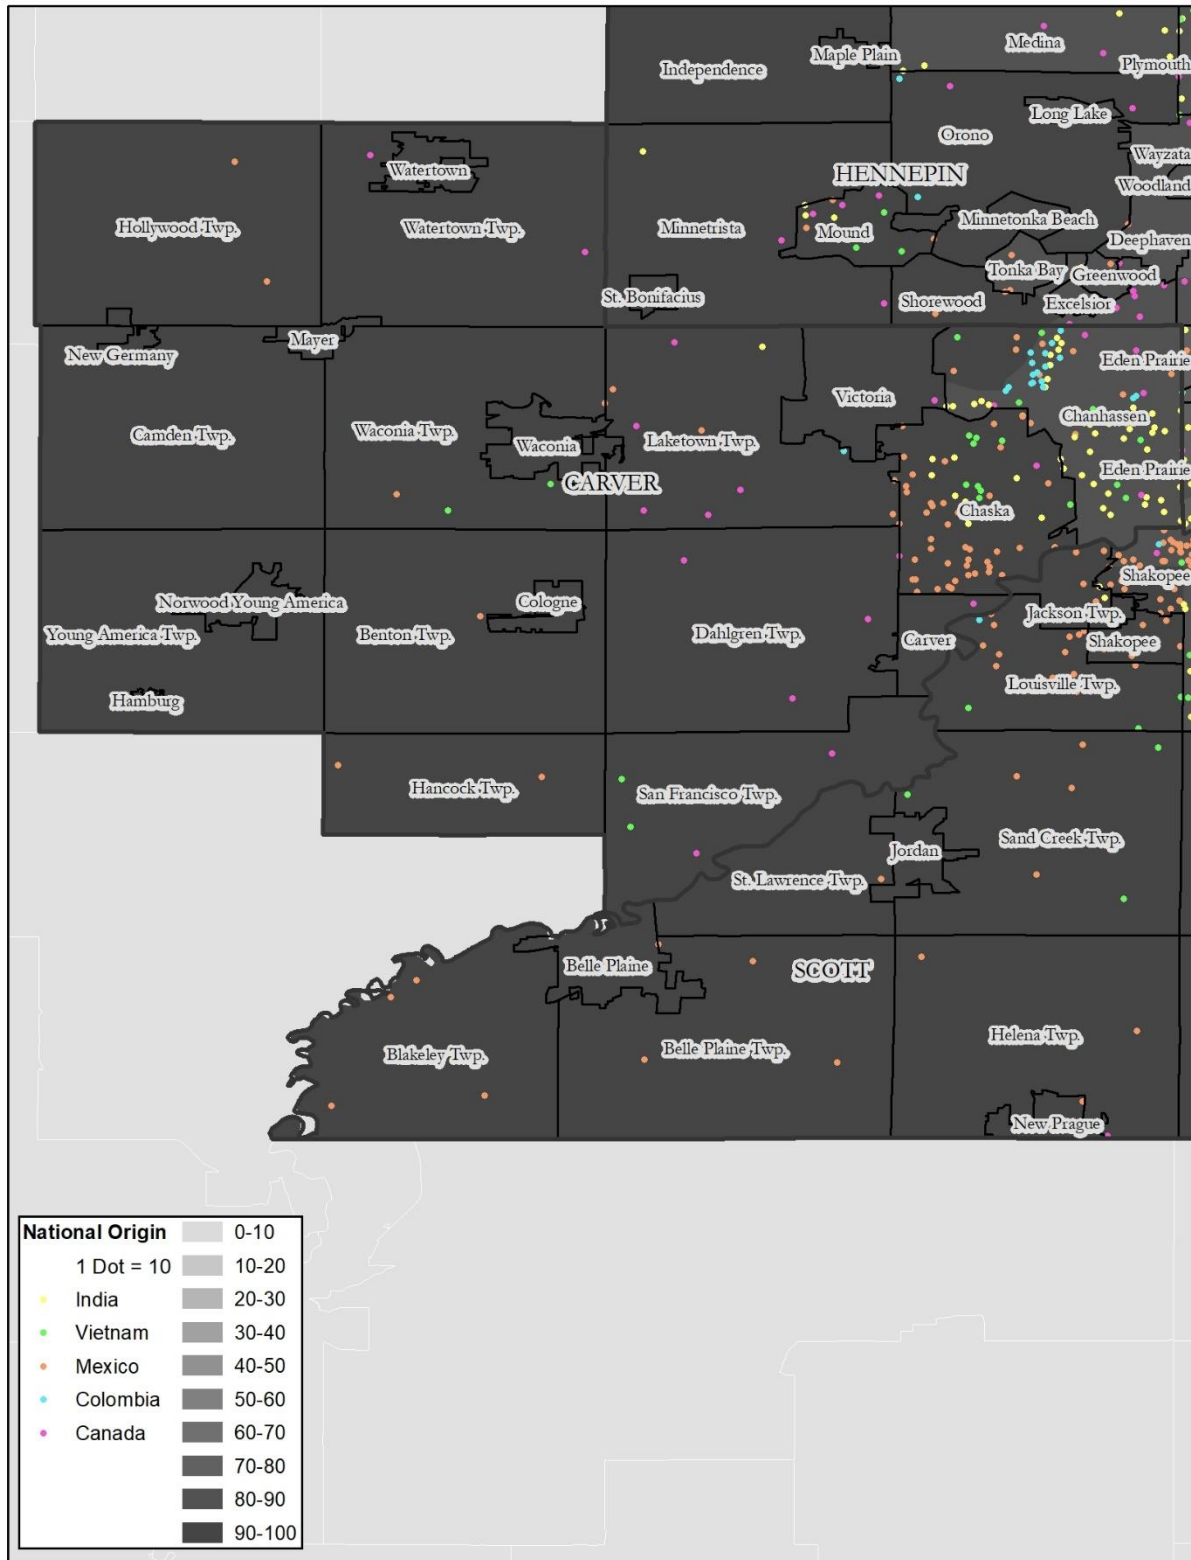 Medina
Maple Plain
Independence
Plymouth
Long Lake
Orono
Wayzata
Watertown
HENNEPIN
Woodland
Hollywood Twp.
Watertown Twp.
Minnetrista
Mound
Minnetonka Beach
Deephaven
Tonka Bay
Greenwood
St. Bonifacius
Shorewood
Excelsior
New Germany
Mayer
Eden Prairie
Victoria
Chanhassen
Camden Twp.
Waconia Twp.
Waconia
Laketown Twp.
Eden Prairie
CARVER
Chaska
Shakopee
Norwood Young America
Cologne
Jackson Twp.
Young America Twp.
Benton Twp.
Dahlgren Twp.
Carver
Shakopee
Louisville Twp.
Hamburg
Hancock Twp.
San Francisco Twp.
Sand Creek Twp.
Jordan
St. Lawrence Twp.
Belle Plaine
SCOTT
Helena Twp.
Blakeley Twp.
Belle Plaine Twp.
New Prague
National Origin
1 Dot = 10
India
Vietnam
Mexico
Colombia
Canada
0-10
10-20
20-30
30-40
40-50
50-60
60-70
70-80
80-90
90-100